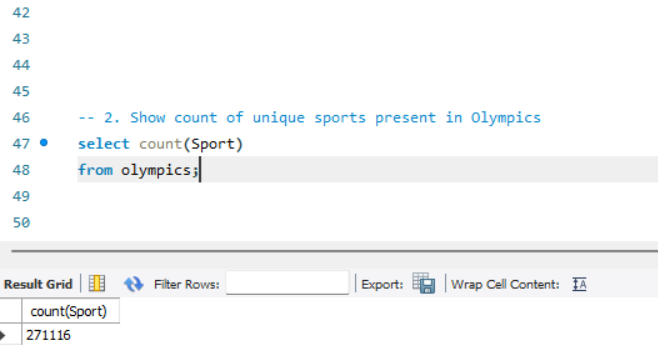 42
43
44
45
46 -- 2. Show count of unique sports present in Olympics
47 select count(Sport)
48 from olympics;
49
50
Result Grid Filter Rows: Export: Wrap Cell Content: IA
count(Sport)
271116